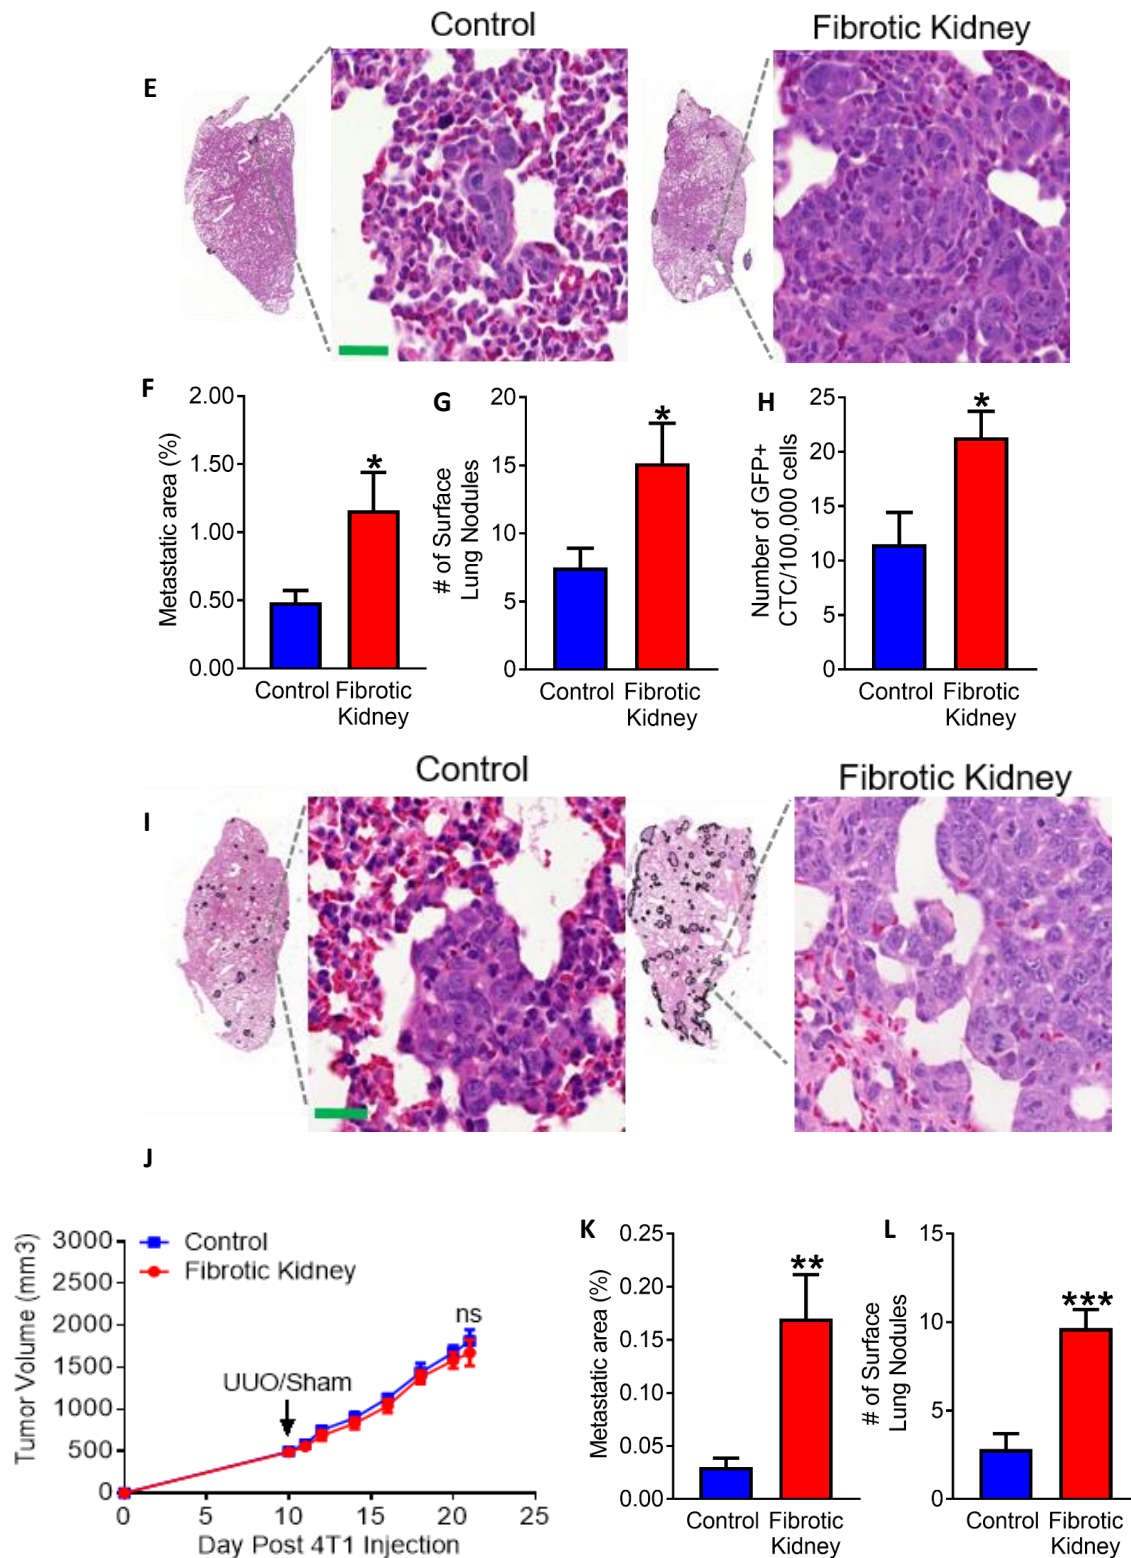 Control
Fibrotic Kidney
E
F
2.00
1.50
1.00
0.50
0.00
Metastatic area (%)
*
Control
Fibrotic
Kidney
G
20
15
10
5
0
# of Surface
Lung Nodules
*
Control
Fibrotic
Kidney
H
25
20
15
10
5
0
Number of GFP+
CTC/100,000 cells
*
Control
Fibrotic
Kidney
Control
Fibrotic Kidney
I
J
3000
2500
2000
1500
1000
500
0
Tumor Volume (mm3)
Control
Fibrotic Kidney
ns
UUO/Sham
0
5
10
15
20
25
Day Post 4T1 Injection
K
0.25
0.20
0.15
0.10
0.05
0.00
Metastatic area (%)
**
Control
Fibrotic
Kidney
L
15
10
5
0
# of Surface
Lung Nodules
***
Control
Fibrotic
Kidney